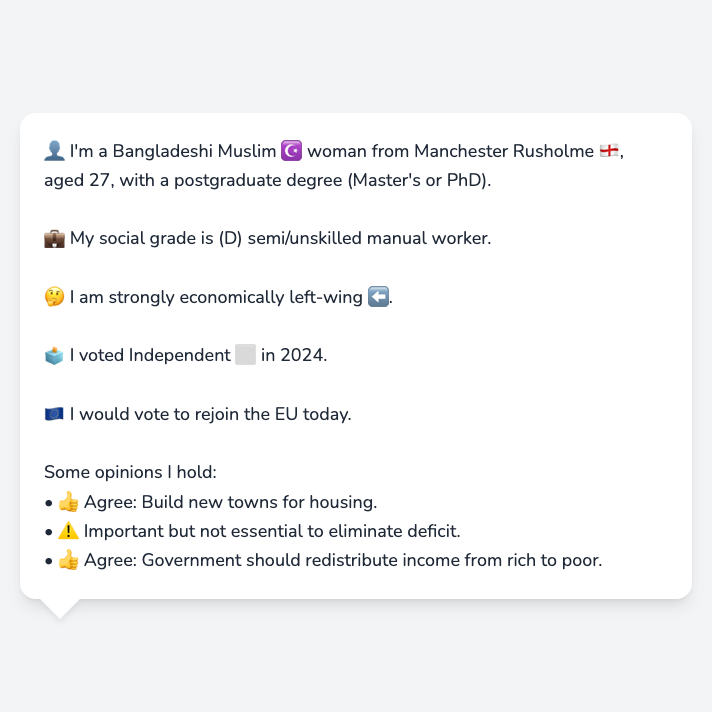 👤 I'm a Bangladeshi Muslim ☪️ woman from Manchester Rusholme 🏴󠁧󠁢󠁥󠁮󠁧󠁿,
aged 27, with a postgraduate degree (Master's or PhD).
💼 My social grade is (D) semi/unskilled manual worker.
🤔 I am strongly economically left-wing ⬅️.
🗳️ I voted Independent ⬜ in 2024.
🇪🇺 I would vote to rejoin the EU today.
Some opinions I hold:
• 👍 Agree: Build new towns for housing.
• ⚠️ Important but not essential to eliminate deficit.
• 👍 Agree: Government should redistribute income from rich to poor.